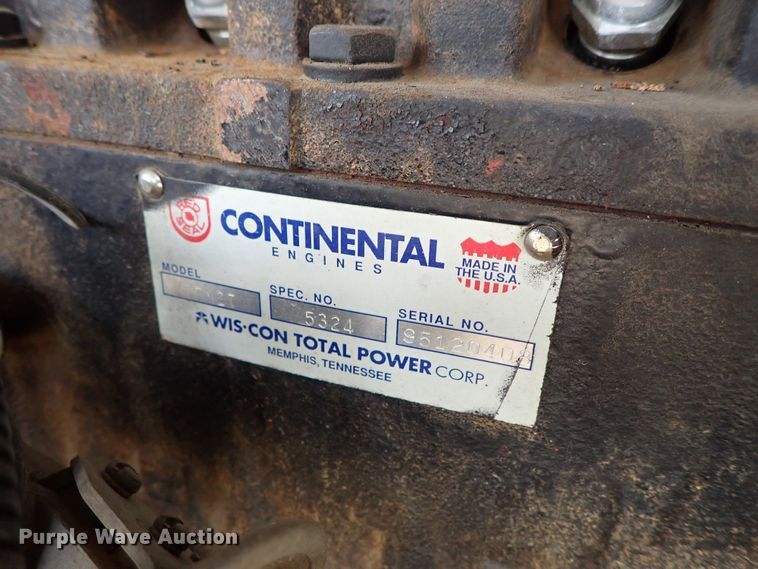 RED SEAL
CONTINENTAL
ENGINES
MADE IN
THE U.S.A.
MODEL
SPEC. NO.
5324
SERIAL NO.
WIS·CON TOTAL POWER CORP.
MEMPHIS, TENNESSEE
Purple Wave Auction